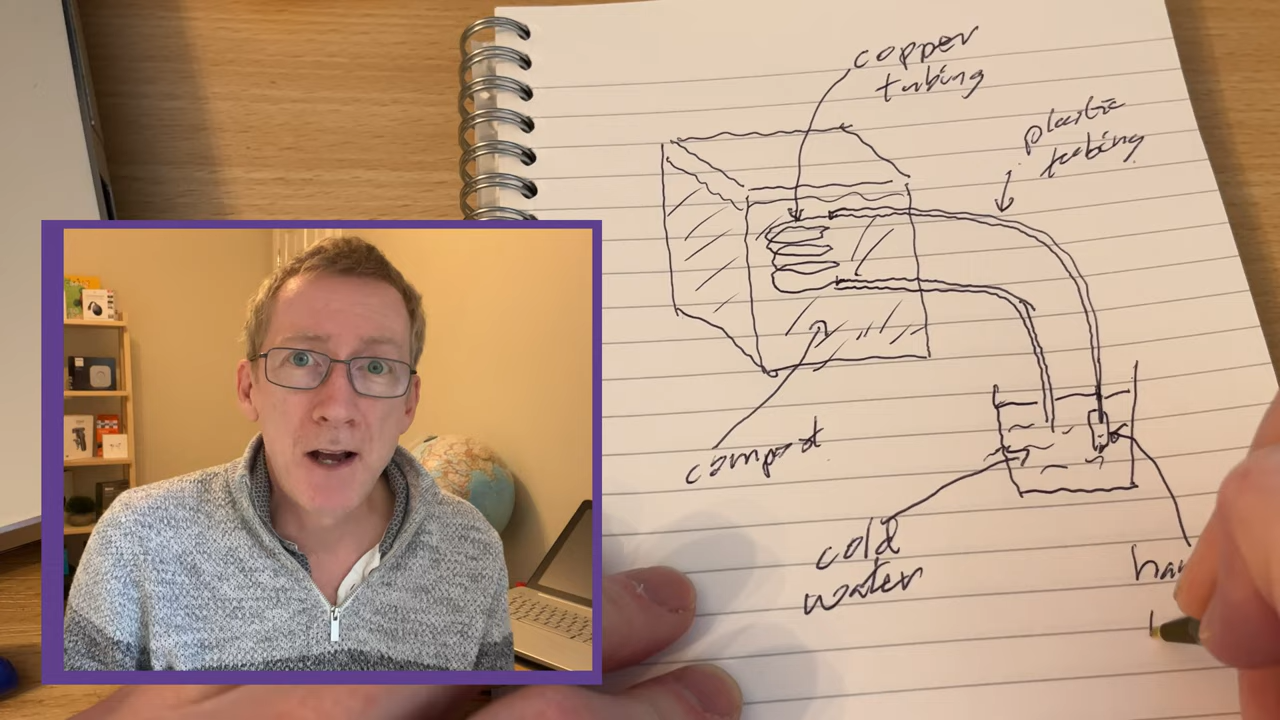 copper
tubing
plastic
tubing
compost
cold
water